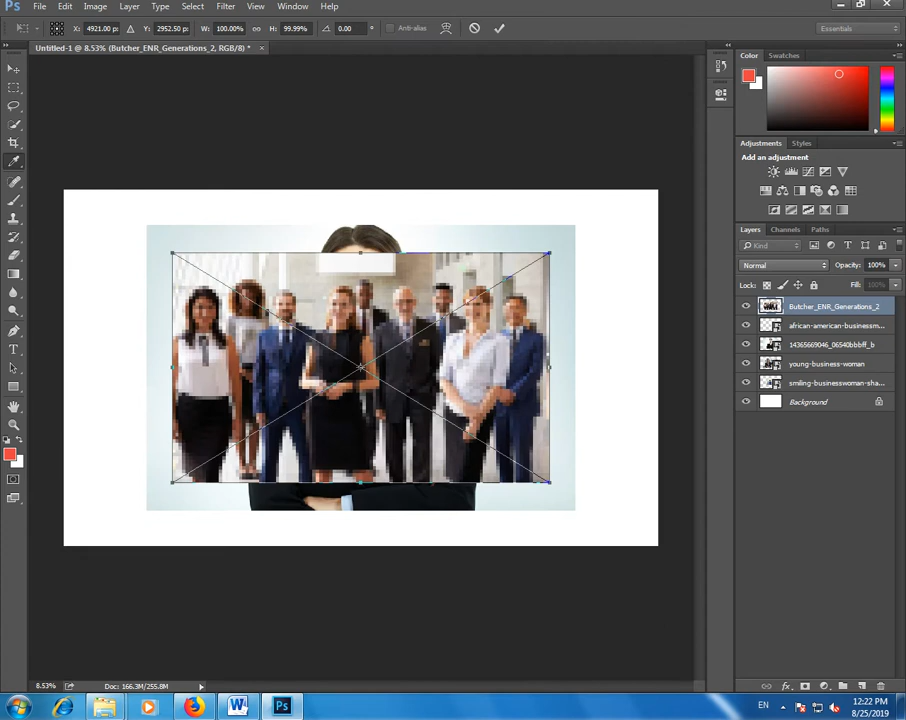 Ps File Edit Image Layer Type Select Filter View Window Help
X: 4921.00 p Y: 2952.50 p W: 100.00% H: 99.99% 0.00 ° Anti-alias Essentials
Untitled-1 @ 8.53% (Butcher_ENR_Generations_2, RGB/8) * ×
Color Swatches
Adjustments Styles
Add an adjustment
Layers Channels Paths
Kind
Normal Opacity: 100%
Lock: Fill: 100%
Butcher_ENR_Generations_2
african-american-businessm...
14365669046_06540bbbff_b
young-business-woman
smiling-businesswoman-sha...
Background
8.53% Doc: 166.3M/255.8M
EN 12:22 PM
8/25/2019